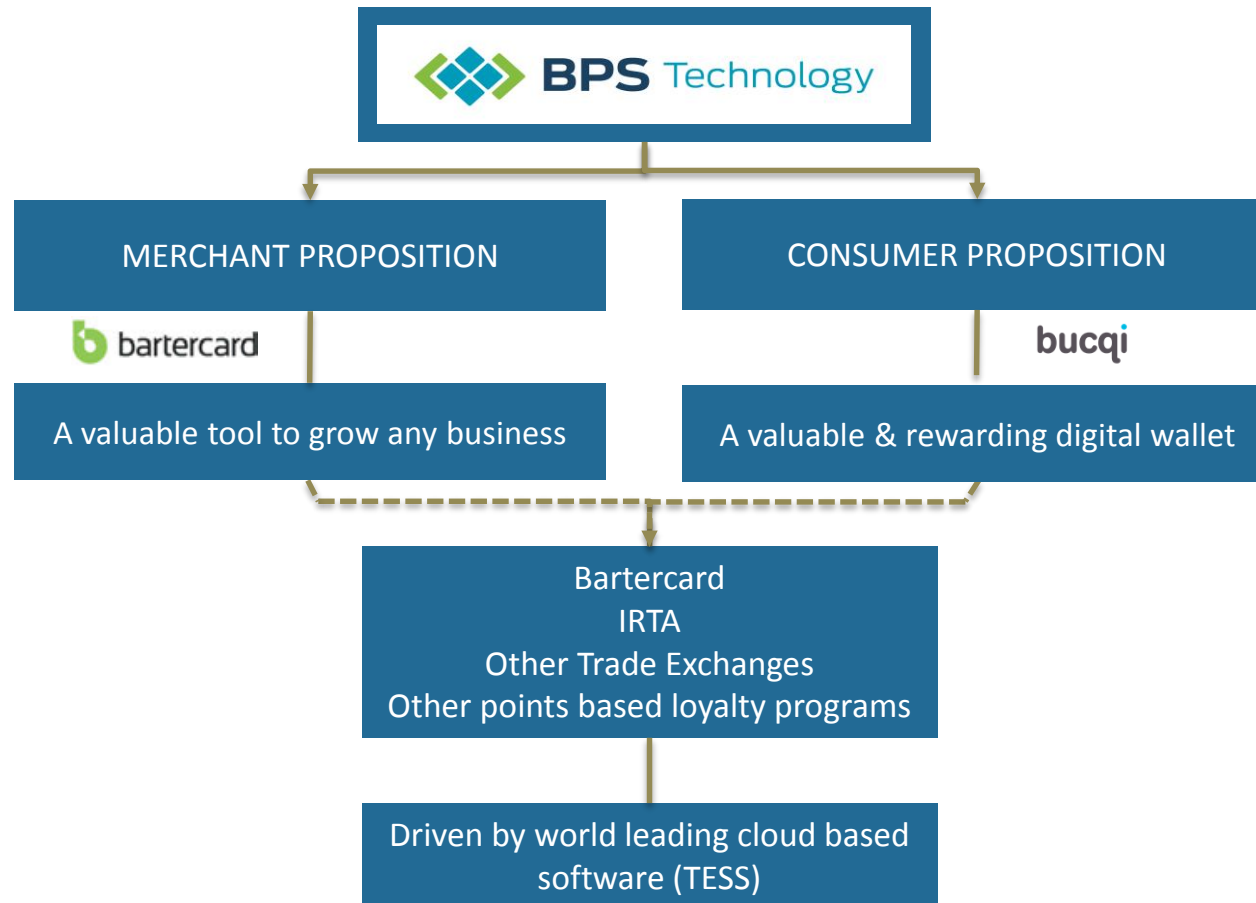 BPS Technology
MERCHANT PROPOSITION
CONSUMER PROPOSITION
bartercard
bucqi
A valuable tool to grow any business
A valuable & rewarding digital wallet
Bartercard
IRTA
Other Trade Exchanges
Other points based loyalty programs
Driven by world leading cloud based
software (TESS)